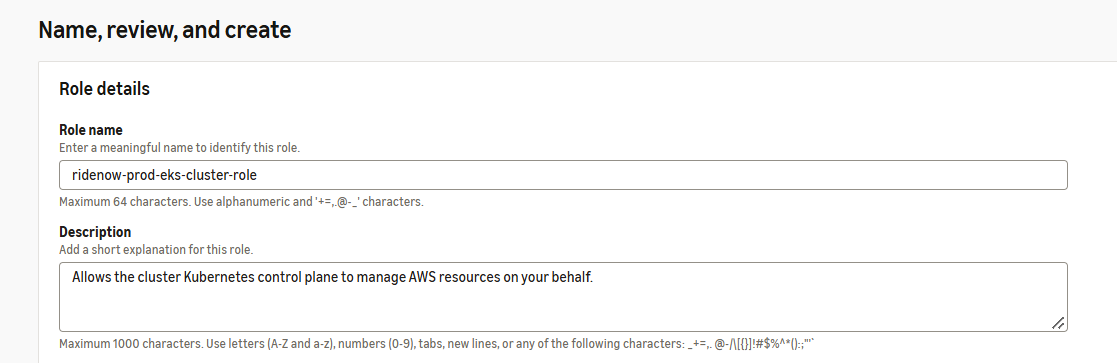 Name, review, and create
Role details
Role name
Enter a meaningful name to identify this role.
ridenow-prod-eks-cluster-role
Maximum 64 characters. Use alphanumeric and '+=,.@-_' characters.
Description
Add a short explanation for this role.
Allows the cluster Kubernetes control plane to manage AWS resources on your behalf.
Maximum 1000 characters. Use letters (A-Z and a-z), numbers (0-9), tabs, new lines, or any of the following characters: _+=,. @-/\[{}]!#$%^*();:"'`